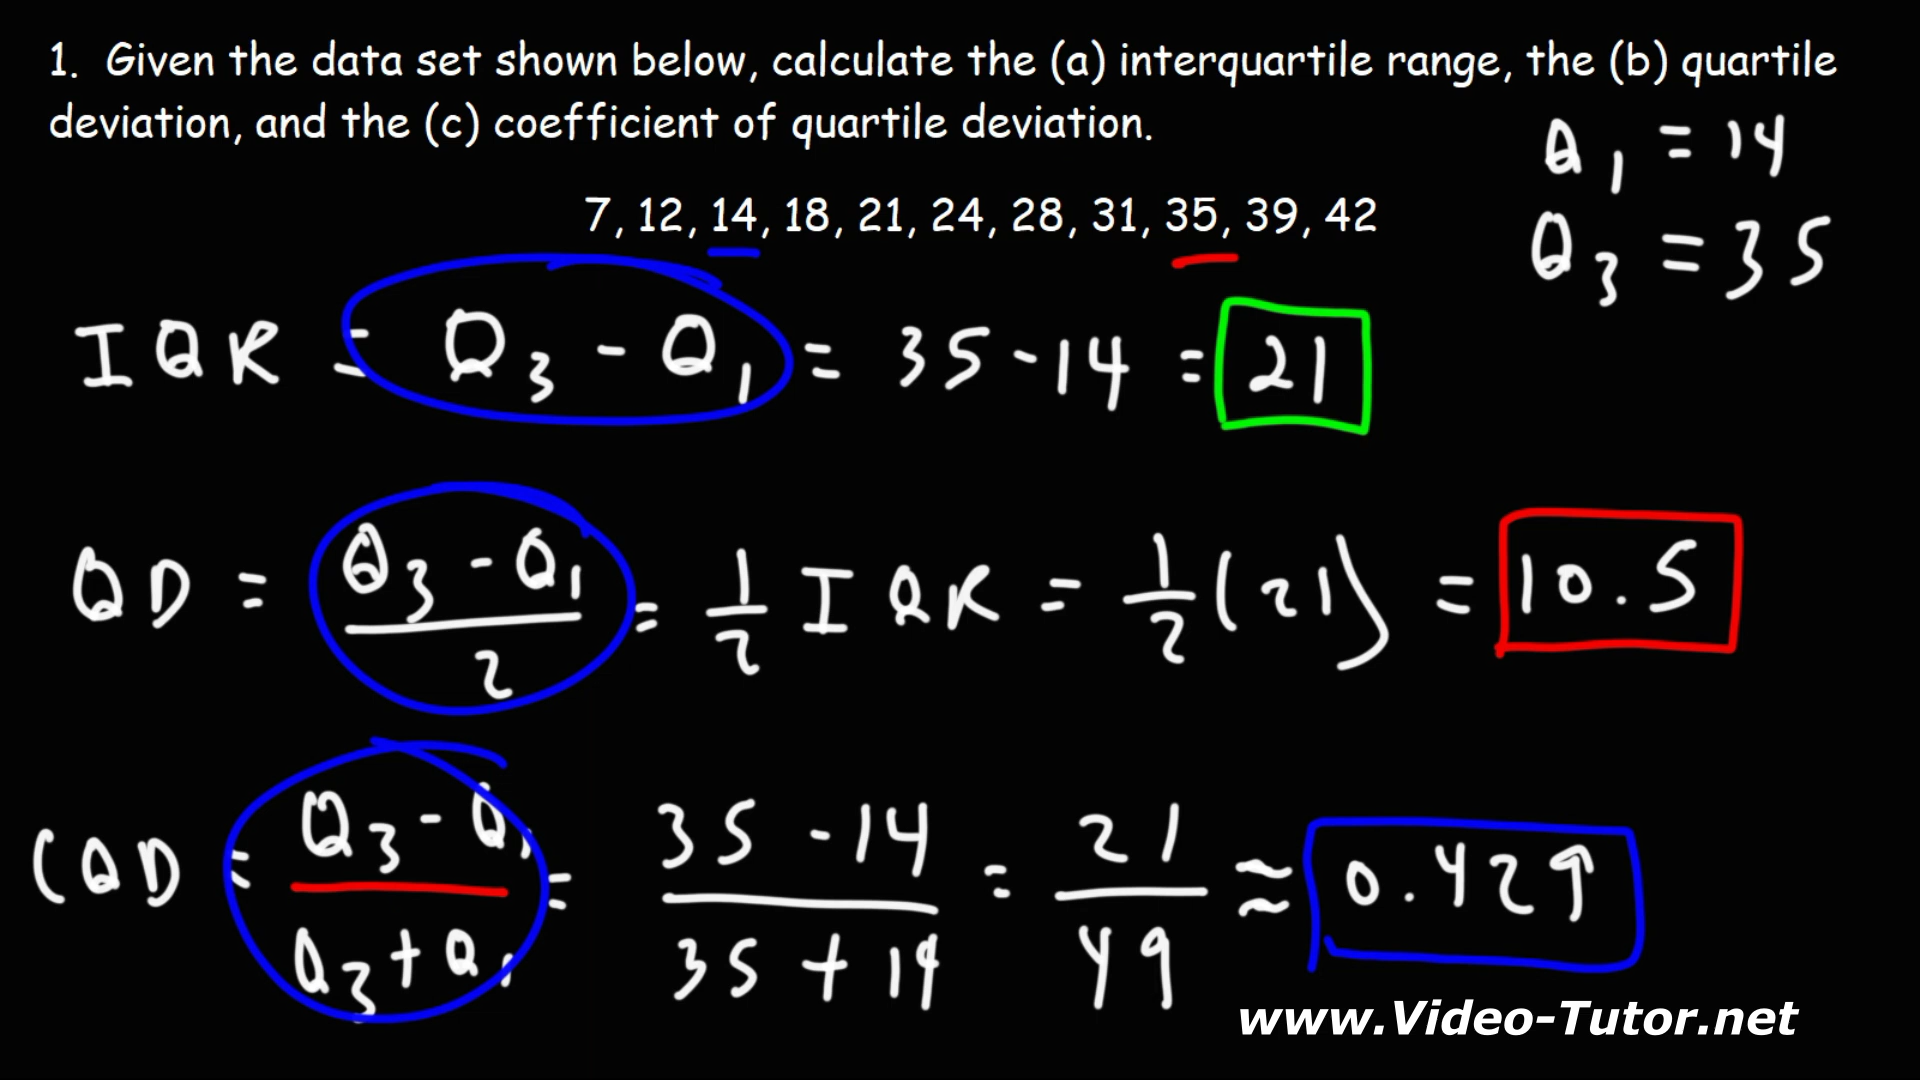 1. Given the data set shown below, calculate the (a) interquartile range, the (b) quartile
deviation, and the (c) coefficient of quartile deviation.
Q₁ = 14
7, 12, 14, 18, 21, 24, 28, 31, 35, 39, 42
Q₃ = 35
IQR = Q₃ - Q₁ = 35 - 14 = 21
QD = (Q₃ - Q₁)/2 = 1/2 IQR = 1/2 (21) = 10.5
CQD = (Q₃ - Q₁)/(Q₃ + Q₁) = (35 - 14)/(35 + 14) = 21/49 ≈ 0.429
www.Video-Tutor.net